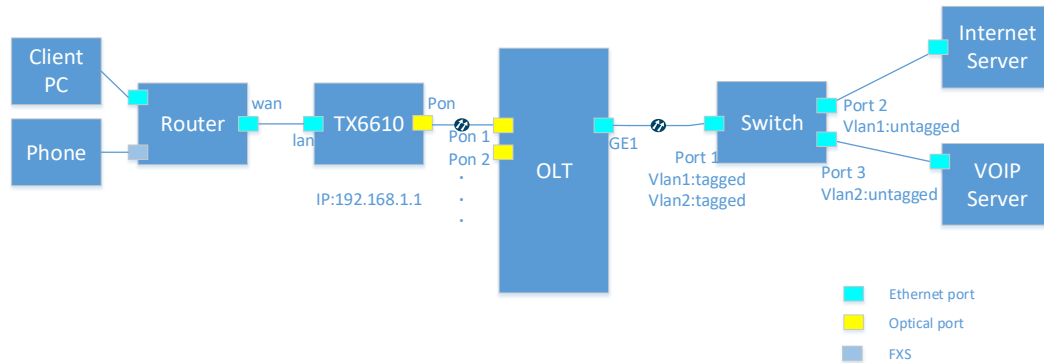 Client
PC
Phone
Router
wan
lan
TX6610
IP:192.168.1.1
Pon
Pon 1
Pon 2
.
.
.
OLT
GE1
Port 1
Vlan1:tagged
Vlan2:tagged
Switch
Port 2
Vlan1:untagged
Port 3
Vlan2:untagged
Internet
Server
VOIP
Server
Ethernet port
Optical port
FXS